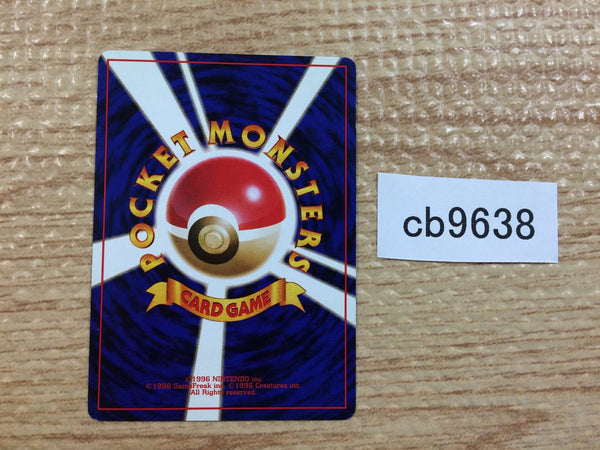 POCKET MONSTERS
CARD GAME
©1996 NINTENDO inc
©1996 GameFreak inc. ©1996 Creatures inc
All Rights reserved
cb9638